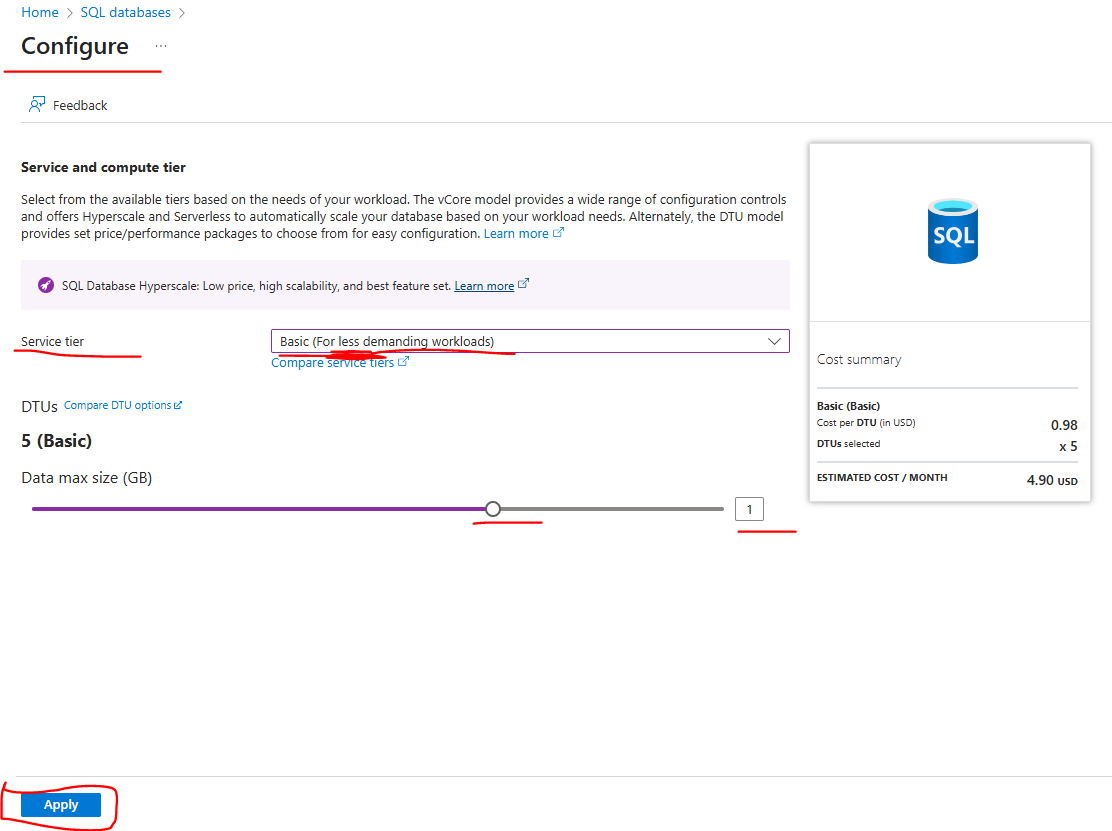 Home > SQL databases >
Configure ...
Feedback
Service and compute tier
Select from the available tiers based on the needs of your workload. The vCore model provides a wide range of configuration controls
and offers Hyperscale and Serverless to automatically scale your database based on your workload needs. Alternately, the DTU model
provides set price/performance packages to choose from for easy configuration. Learn more
SQL Database Hyperscale: Low price, high scalability, and best feature set. Learn more
Service tier
Basic (For less demanding workloads)
Compare service tiers
DTUs Compare DTU options
5 (Basic)
Data max size (GB)
1
SQL
Cost summary
Basic (Basic)
Cost per DTU (in USD) 0.98
DTUs selected x 5
ESTIMATED COST / MONTH 4.90 USD
Apply